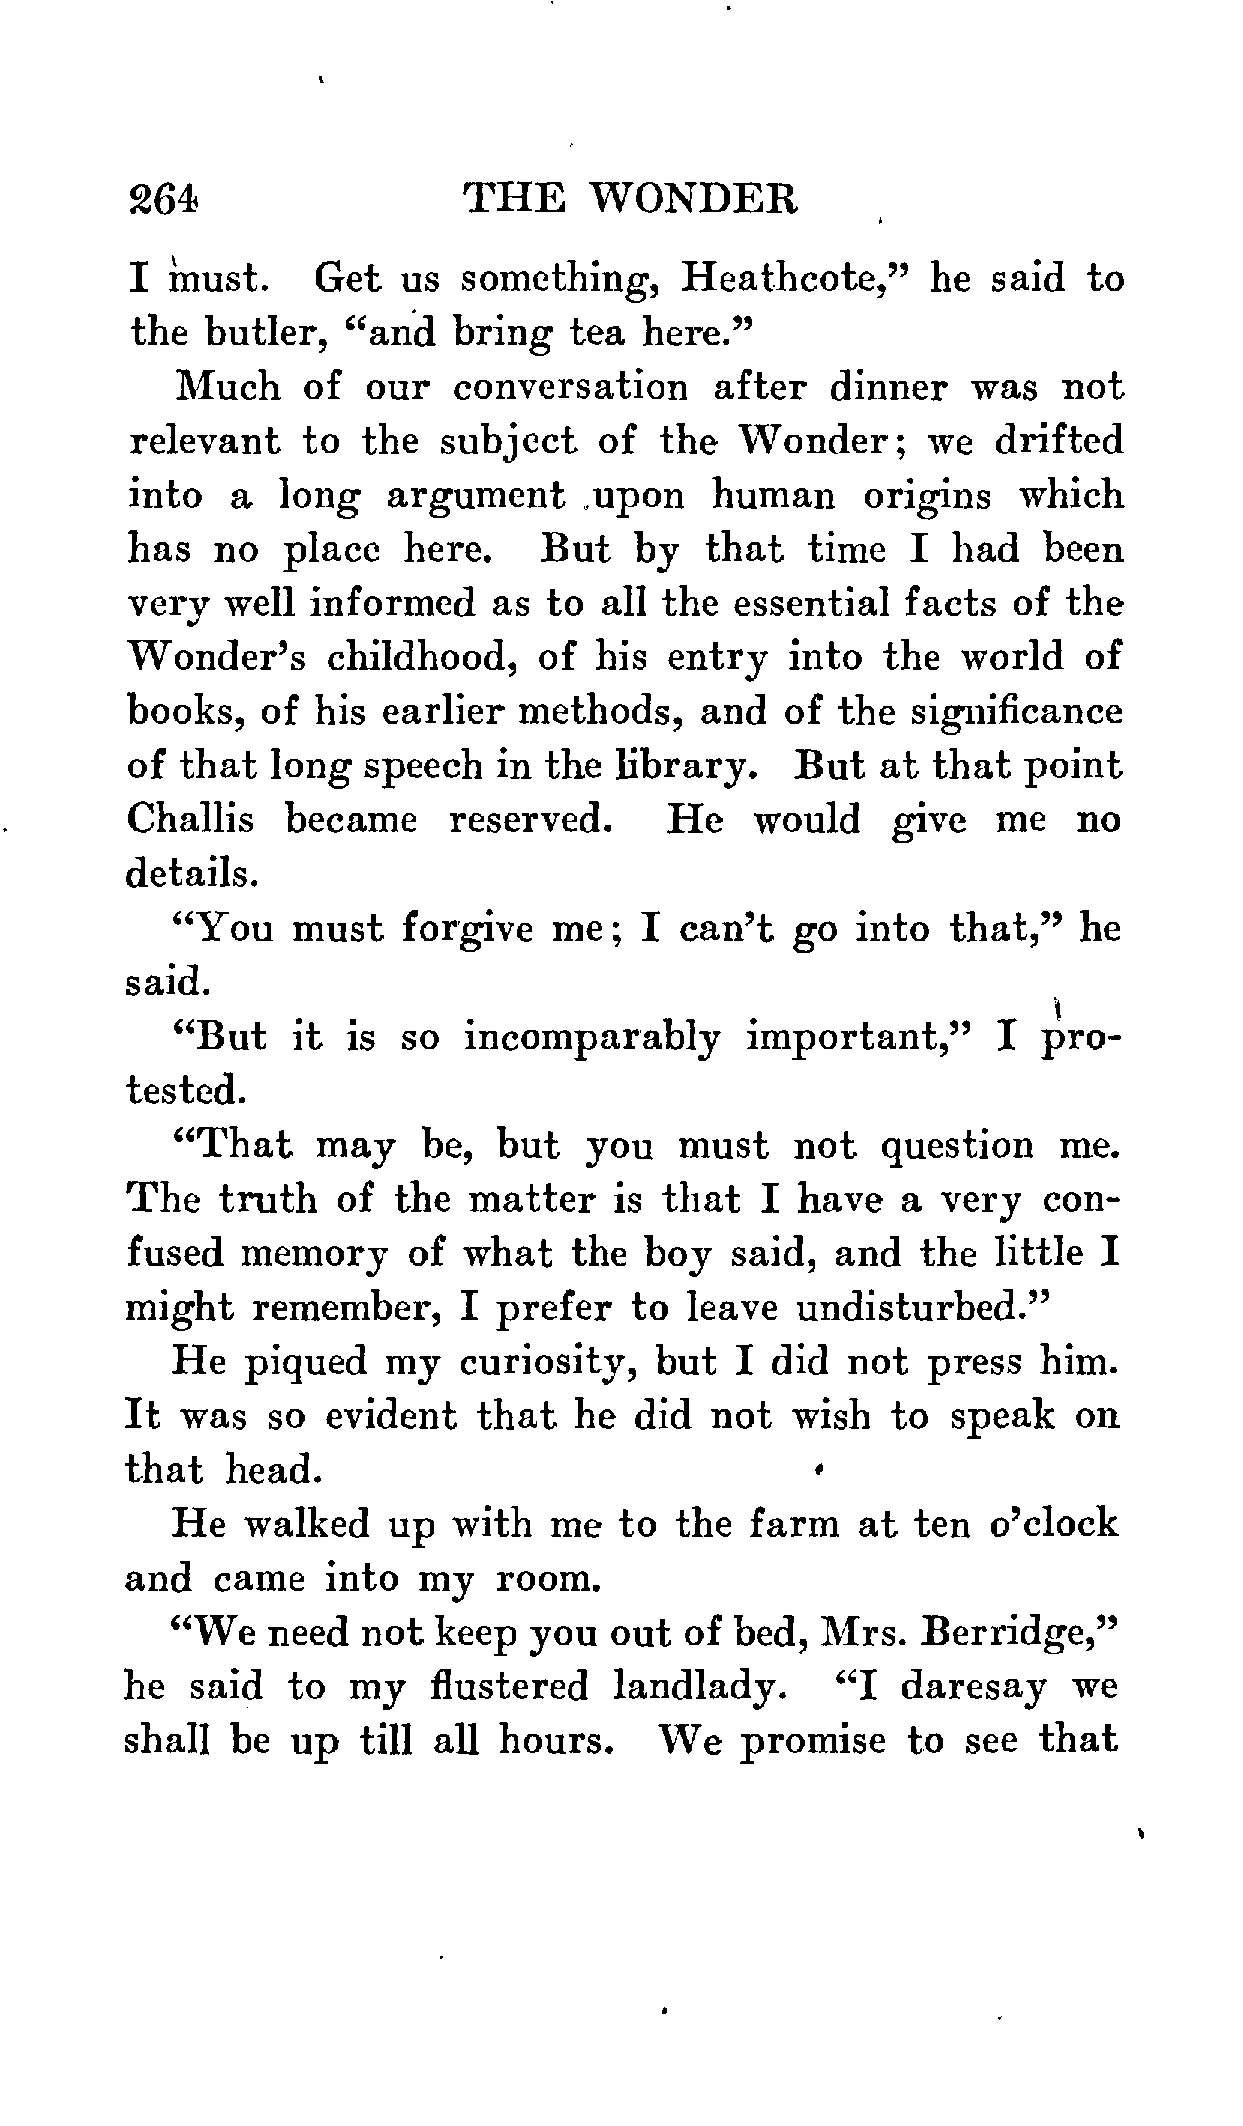 264 THE WONDER
I must. Get us something, Heathcote,” he said to
the butler, “and bring tea here.”
Much of our conversation after dinner was not
relevant to the subject of the Wonder; we drifted
into a long argument upon human origins which
has no place here. But by that time I had been
very well informed as to all the essential facts of the
Wonder’s childhood, of his entry into the world of
books, of his earlier methods, and of the significance
of that long speech in the library. But at that point
Challis became reserved. He would give me no
details.
“You must forgive me; I can’t go into that,” he
said.
“But it is so incomparably important,” I pro-
tested.
“That may be, but you must not question me.
The truth of the matter is that I have a very con-
fused memory of what the boy said, and the little I
might remember, I prefer to leave undisturbed.”
He piqued my curiosity, but I did not press him.
It was so evident that he did not wish to speak on
that head.
He walked up with me to the farm at ten o’clock
and came into my room.
“We need not keep you out of bed, Mrs. Berridge,”
he said to my flustered landlady. “I daresay we
shall be up till all hours. We promise to see that